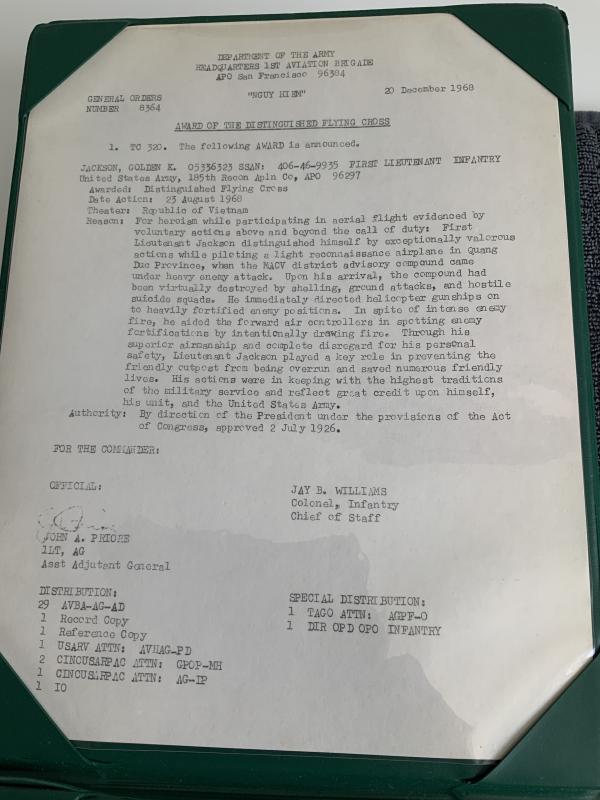 DEPARTMENT OF THE ARMY
HEADQUARTERS 1ST AVIATION BRIGADE
APO San Francisco 96384
GENERAL ORDERS "NGUY HIEM" 20 December 1968
NUMBER 8364
AWARD OF THE DISTINGUISHED FLYING CROSS
1. TC 320. The following AWARD is announced.
JACKSON, GOLDEN K. 05336323 SSAN: 406-46-9935 FIRST LIEUTENANT INFANTRY
United States Army, 185th Recon Apln Co, APO 96297
Awarded: Distinguished Flying Cross
Date Action: 23 August 1968
Theater: Republic of Vietnam
Reason: For heroism while participating in aerial flight evidenced by
voluntary actions above and beyond the call of duty: First
Lieutenant Jackson distinguished himself by exceptionally valorous
actions while piloting a light reconnaissance airplane in Quang
Duc Province, when the MACV district advisory compound came
under heavy enemy attack. Upon his arrival, the compound had
been virtually destroyed by shelling, ground attacks, and hostile
suicide squads. He immediately directed helicopter gunships on
to heavily fortified enemy positions. In spite of intense enemy
fire, he aided the forward air controllers in spotting enemy
fortifications by intentionally drawing fire. Through his
superior airmanship and complete disregard for his personal
safety, Lieutenant Jackson played a key role in preventing the
friendly outpost from being overrun and saved numerous friendly
lives. His actions were in keeping with the highest traditions
of the military service and reflect great credit upon himself,
his unit, and the United States Army.
Authority: By direction of the President under the provisions of the Act
of Congress, approved 2 July 1926.
FOR THE COMMANDER:
OFFICIAL:
JAY B. WILLIAMS
Colonel, Infantry
Chief of Staff
JOHN A. PRIORE
1LT, AG
Asst Adjutant General
DISTRIBUTION:
29 AVBA-AG-AD
1 Record Copy
1 Reference Copy
1 USARV ATTN: AVHAG-PD
2 CINCUSARPAC ATTN: GPOP-MH
1 CINCUSARPAC ATTN: AG-IP
1 IO
SPECIAL DISTRIBUTION:
1 TAGO ATTN: AGPF-O
1 DIR OPD OPO INFANTRY